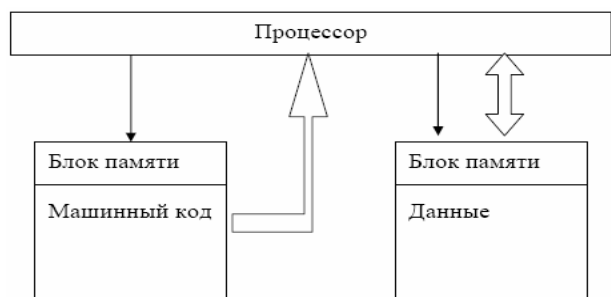 Процессор
Блок памяти
Машинный код
Блок памяти
Данные